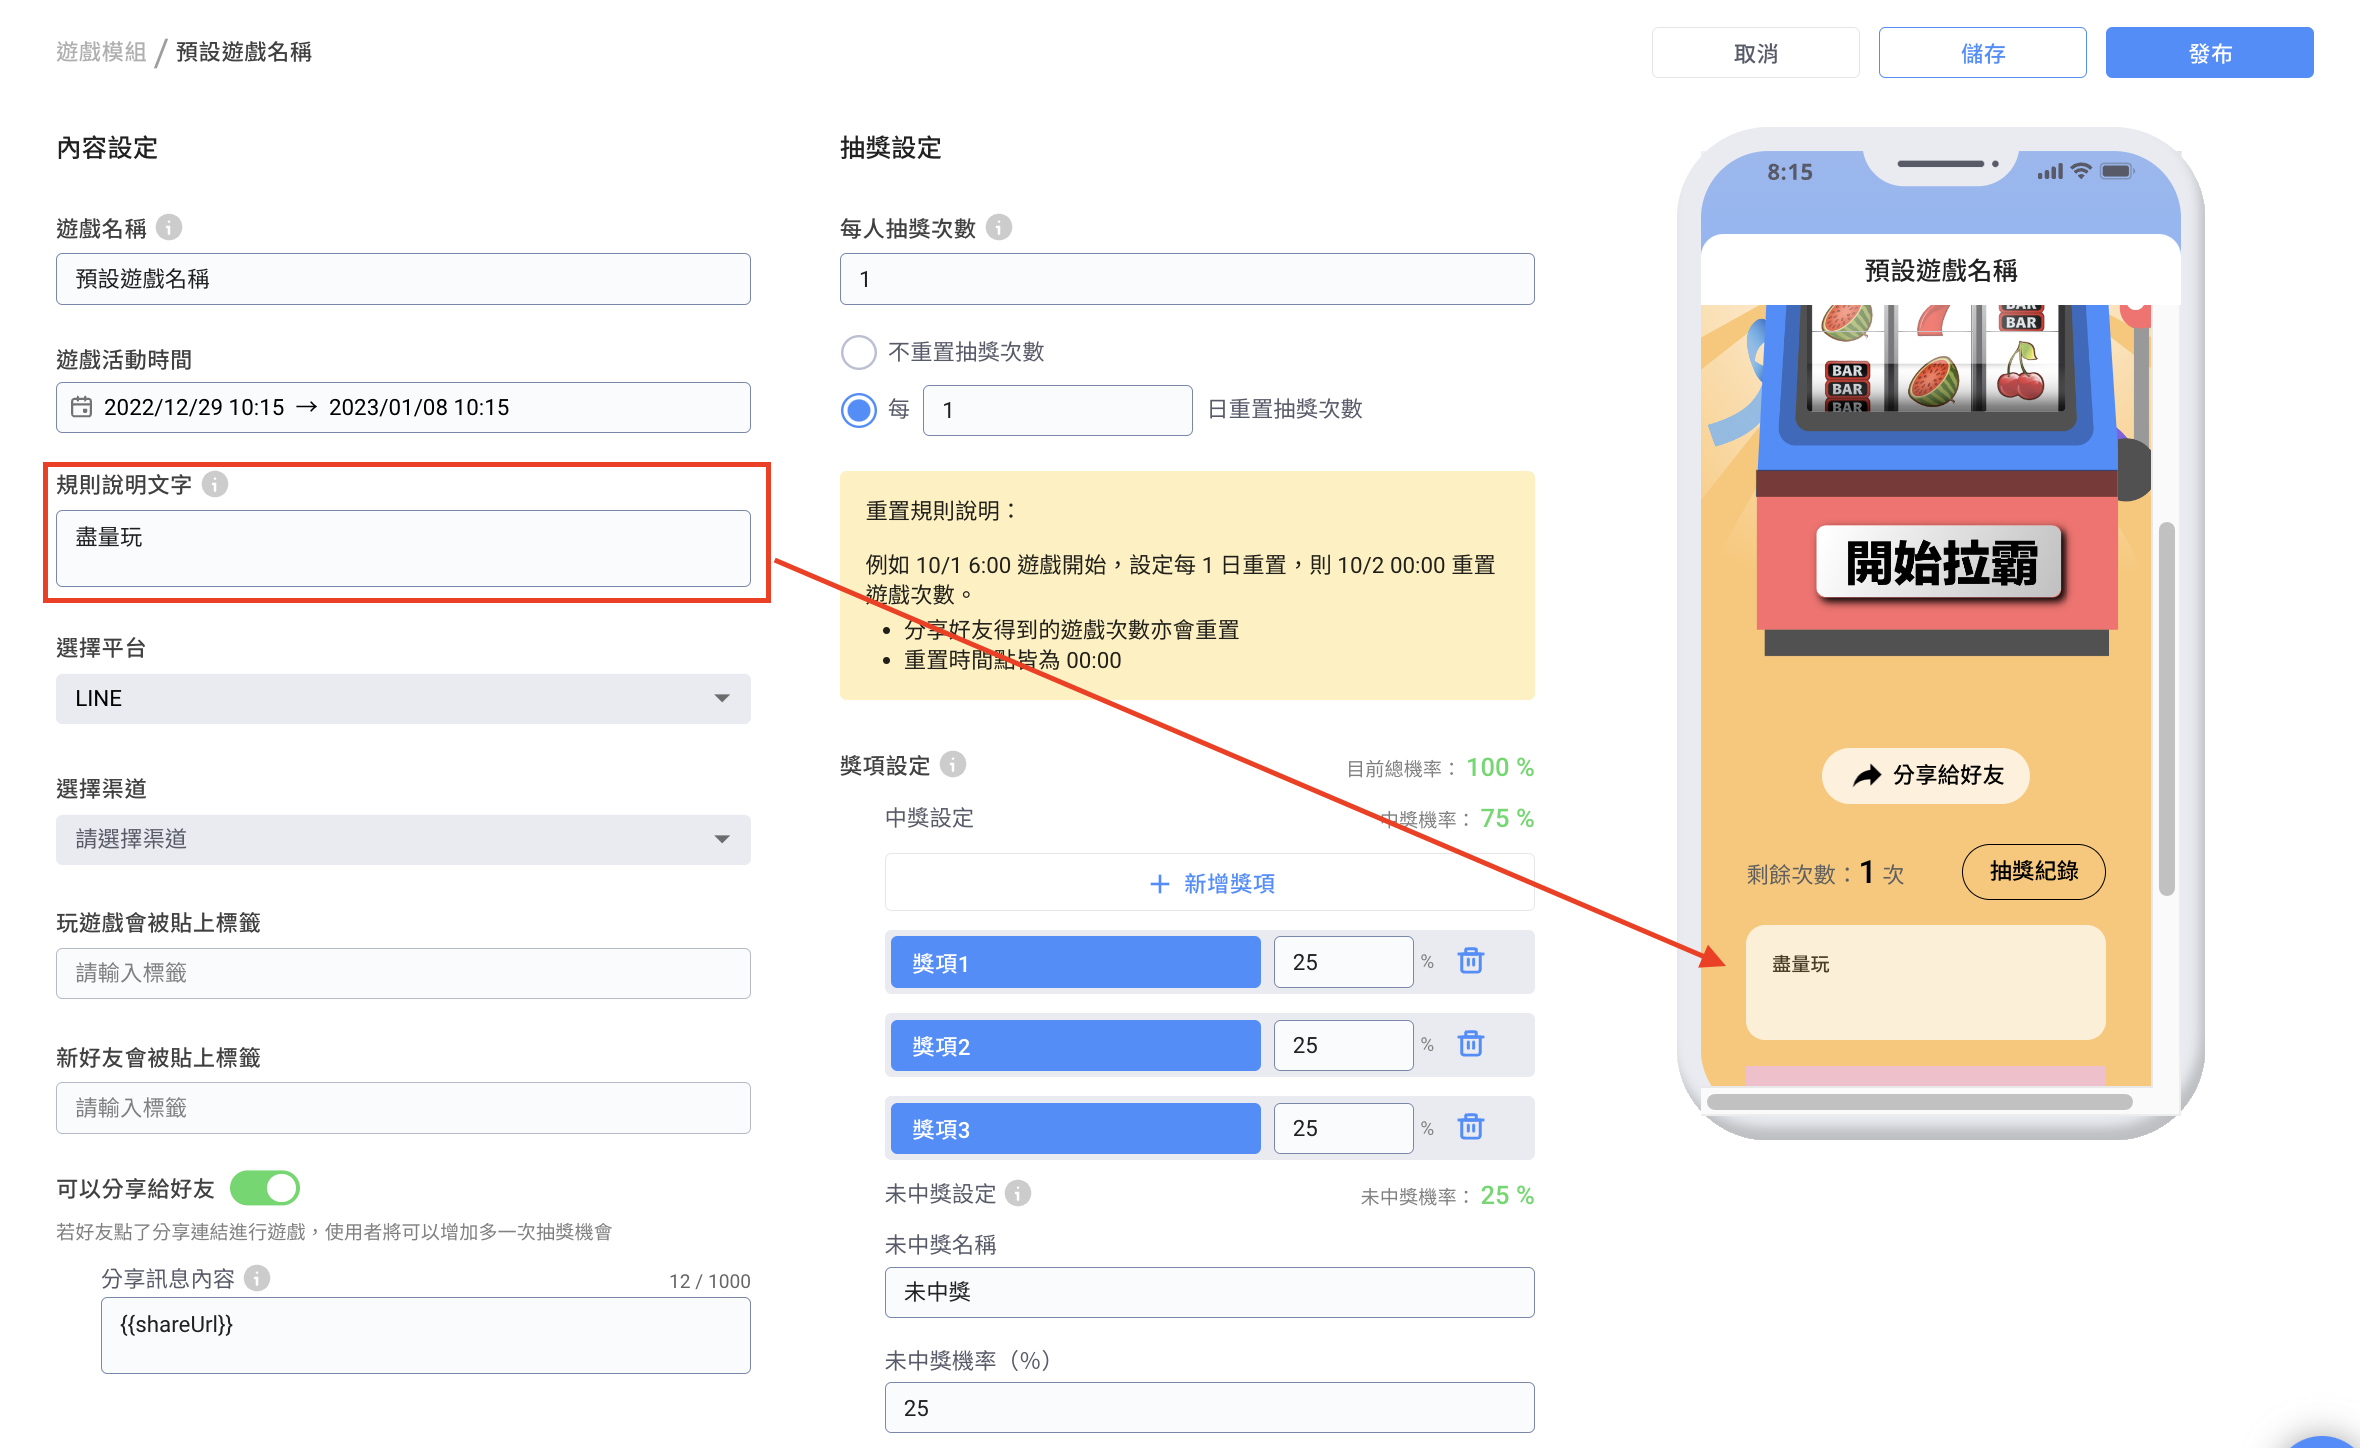 遊戲模組 / 預設遊戲名稱
取消
儲存
發布
內容設定
遊戲名稱
預設遊戲名稱
遊戲活動時間
2022/12/29 10:15 → 2023/01/08 10:15
規則說明文字
盡量玩
選擇平台
LINE
選擇渠道
請選擇渠道
玩遊戲會被貼上標籤
請輸入標籤
新好友會被貼上標籤
請輸入標籤
可以分享給好友
若好友點了分享連結進行遊戲，使用者將可以增加多一次抽獎機會
分享訊息內容
12 / 1000
{{shareUrl}}
抽獎設定
每人抽獎次數
1
不重置抽獎次數
每 1 日重置抽獎次數
重置規則說明：
例如 10/1 6:00 遊戲開始，設定每 1 日重置，則 10/2 00:00 重置
遊戲次數。
• 分享好友得到的遊戲次數亦會重置
• 重置時間點皆為 00:00
獎項設定
目前總機率： 100 %
中獎設定
中獎機率： 75 %
+ 新增獎項
獎項1 25 %
獎項2 25 %
獎項3 25 %
未中獎設定
未中獎機率： 25 %
未中獎名稱
未中獎
未中獎機率（%）
25
8:15
預設遊戲名稱
BAR
BAR
BAR
BAR
BAR
開始拉霸
分享給好友
剩餘次數：1 次
抽獎紀錄
盡量玩